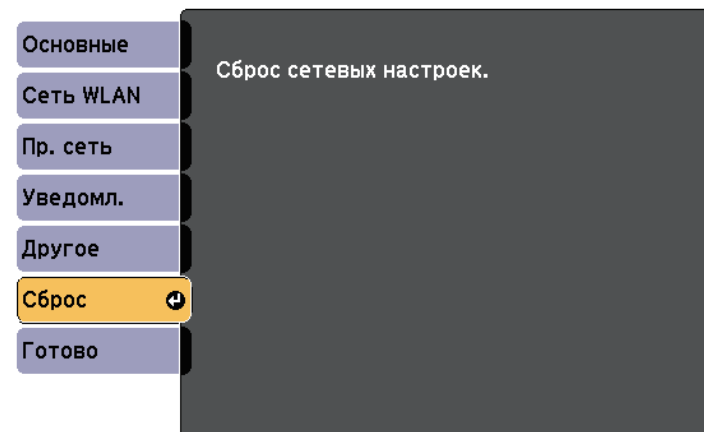 Основные
Сеть WLAN
Пр. сеть
Уведомл.
Другое
Сброс
Готово
Сброс сетевых настроек.